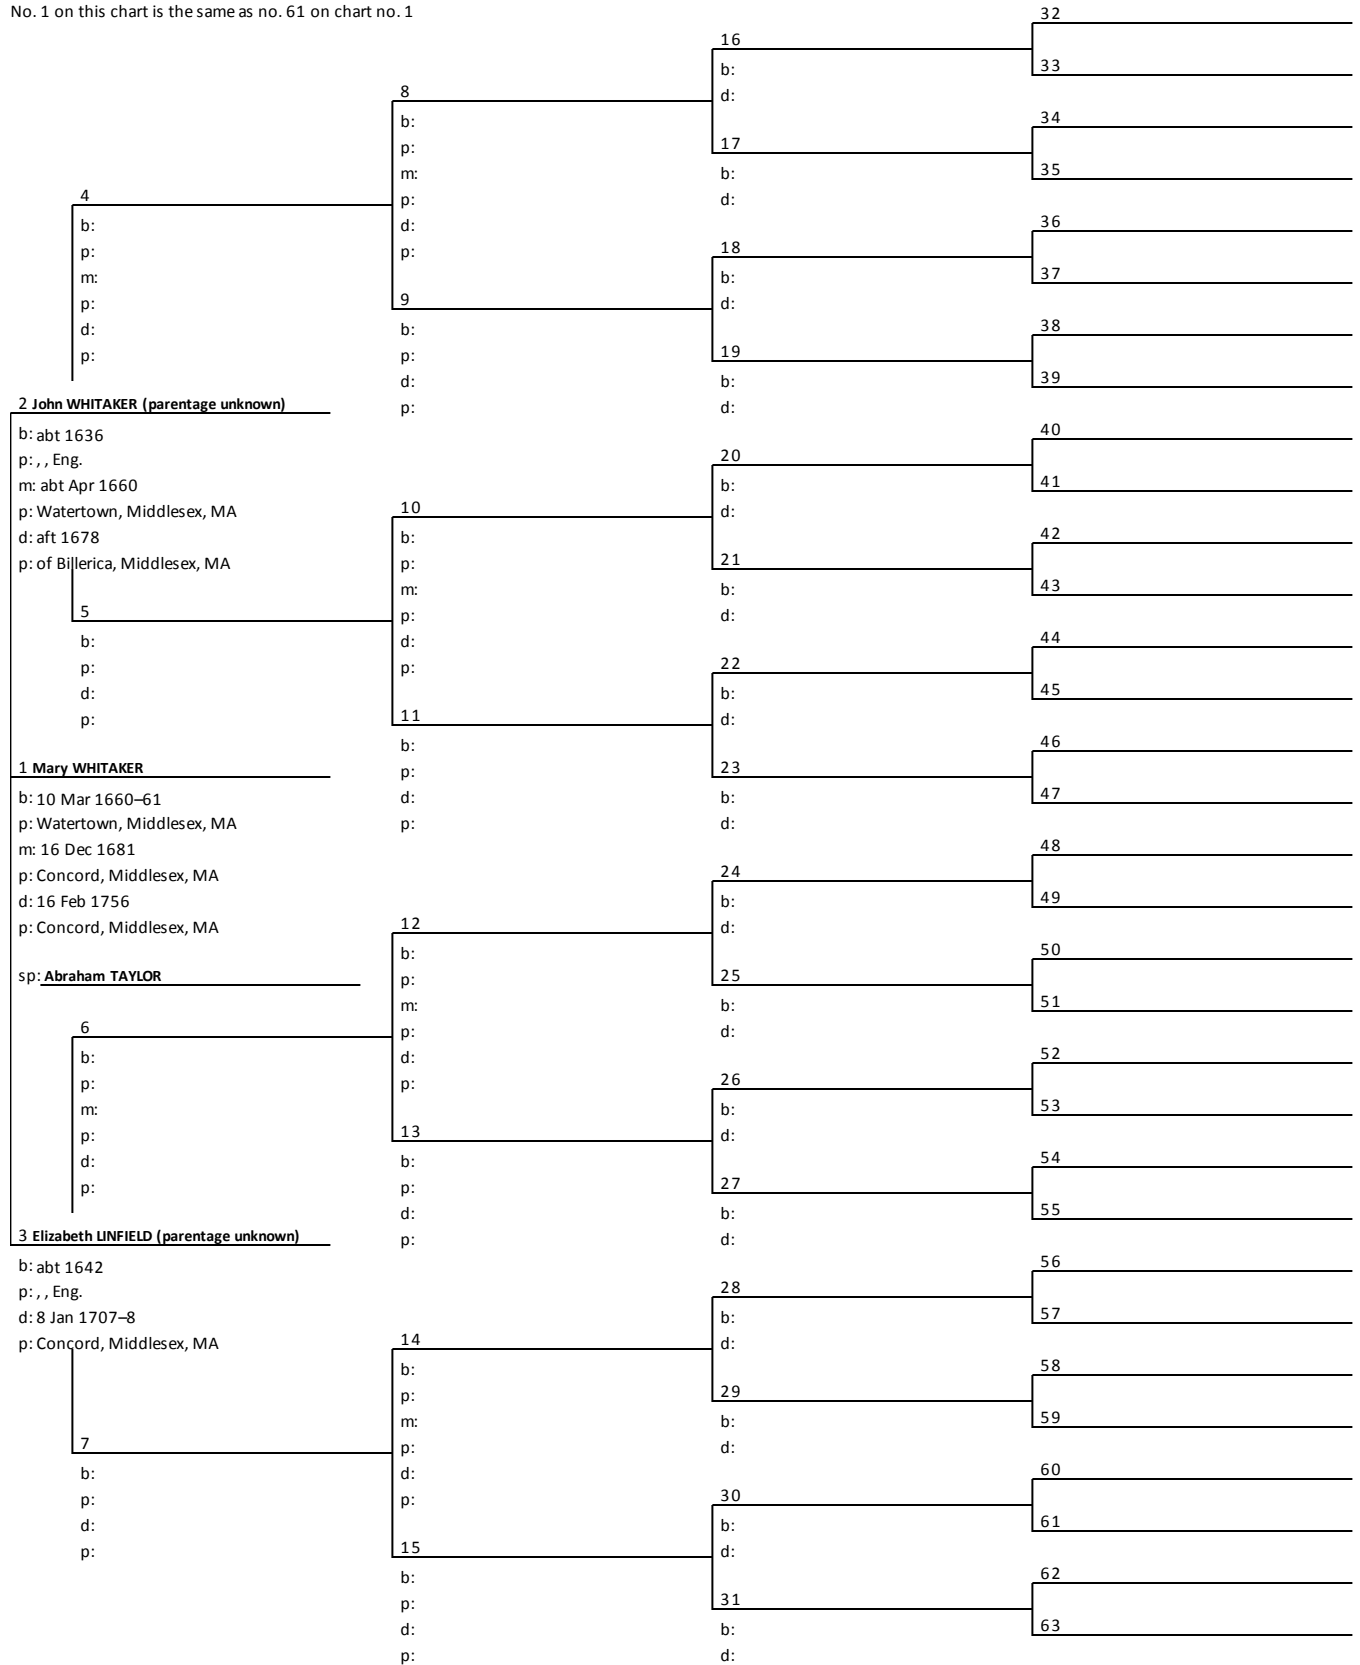 No. 1 on this chart is the same as no. 61 on chart no. 1
4
b:
p:
m:
p:
d:
p:
2 John WHITAKER (parentage unknown)
b: abt 1636
p: , , Eng.
m: abt Apr 1660
p: Watertown, Middlesex, MA
d: aft 1678
p: of Billerica, Middlesex, MA
5
b:
p:
d:
p:
1 Mary WHITAKER
b: 10 Mar 1660–61
p: Watertown, Middlesex, MA
m: 16 Dec 1681
p: Concord, Middlesex, MA
d: 16 Feb 1756
p: Concord, Middlesex, MA
sp: Abraham TAYLOR
6
b:
p:
m:
p:
d:
p:
3 Elizabeth LINFIELD (parentage unknown)
b: abt 1642
p: , , Eng.
d: 8 Jan 1707–8
p: Concord, Middlesex, MA
7
b:
p:
d:
p:
8
b:
p:
m:
p:
d:
p:
9
b:
p:
d:
p:
10
b:
p:
m:
p:
d:
p:
11
b:
p:
d:
p:
12
b:
p:
m:
p:
d:
p:
13
b:
p:
d:
p:
14
b:
p:
m:
p:
d:
p:
15
b:
p:
d:
p:
16
b:
d:
17
b:
d:
18
b:
d:
19
b:
d:
20
b:
d:
21
b:
d:
22
b:
d:
23
b:
d:
24
b:
d:
25
b:
d:
26
b:
d:
27
b:
d:
28
b:
d:
29
b:
d:
30
b:
d:
31
b:
d:
32
33
34
35
36
37
38
39
40
41
42
43
44
45
46
47
48
49
50
51
52
53
54
55
56
57
58
59
60
61
62
63